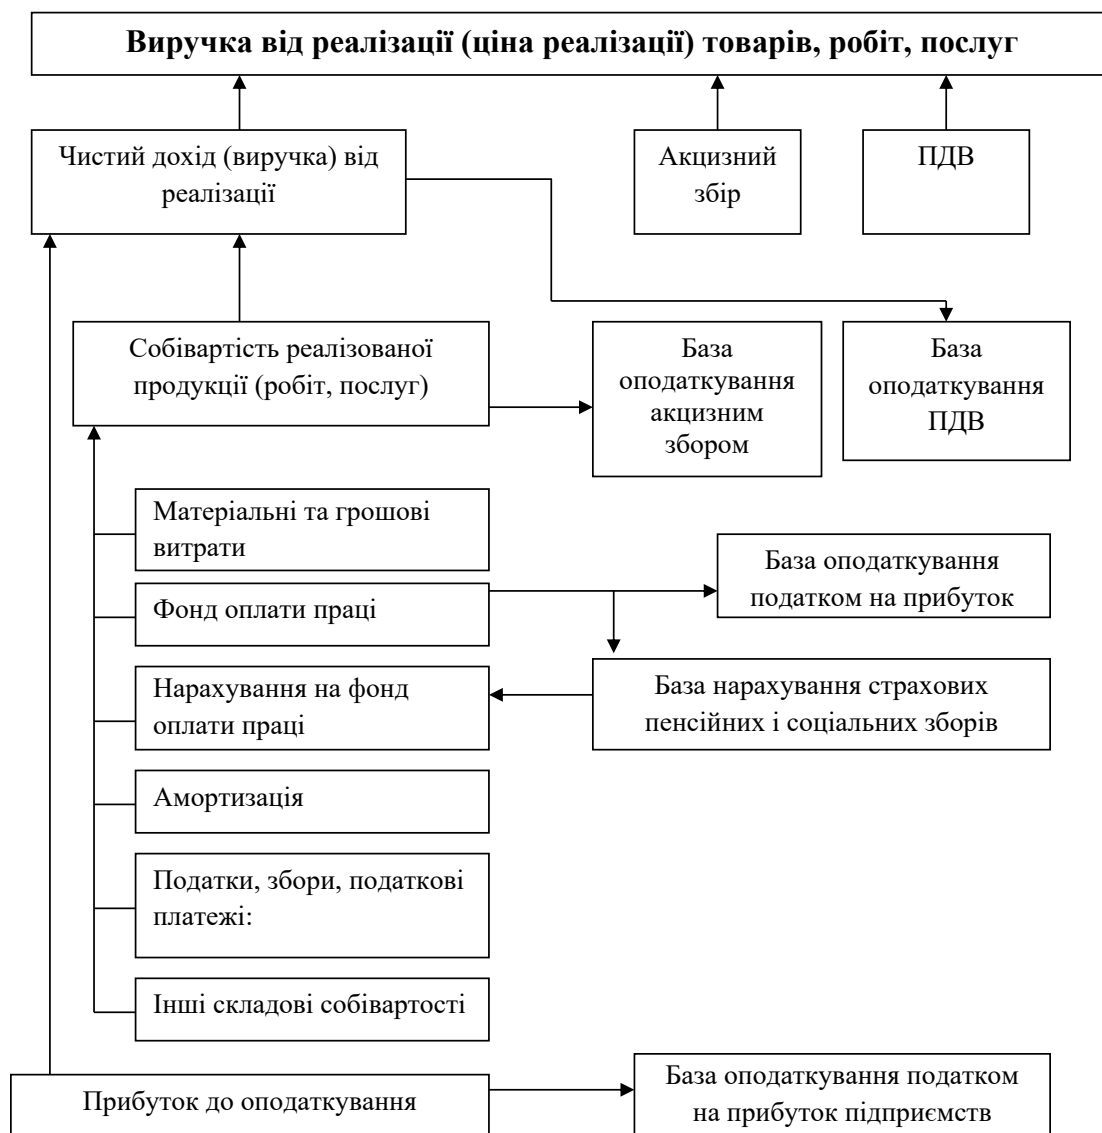 Виручка від реалізації (ціна реалізації) товарів, робіт, послуг
Чистий дохід (виручка) від
реалізації
Акцизний
збір
ПДВ
Собівартість реалізованої
продукції (робіт, послуг)
База
оподаткування
акцизним
збором
База
оподаткування
ПДВ
Матеріальні та грошові
витрати
База оподаткування
податком на прибуток
Фонд оплати праці
Нарахування на фонд
оплати праці
База нарахування страхових
пенсійних і соціальних зборів
Амортизація
Податки, збори, податкові
платежі:
Інші складові собівартості
Прибуток до оподаткування
База оподаткування податком
на прибуток підприємств